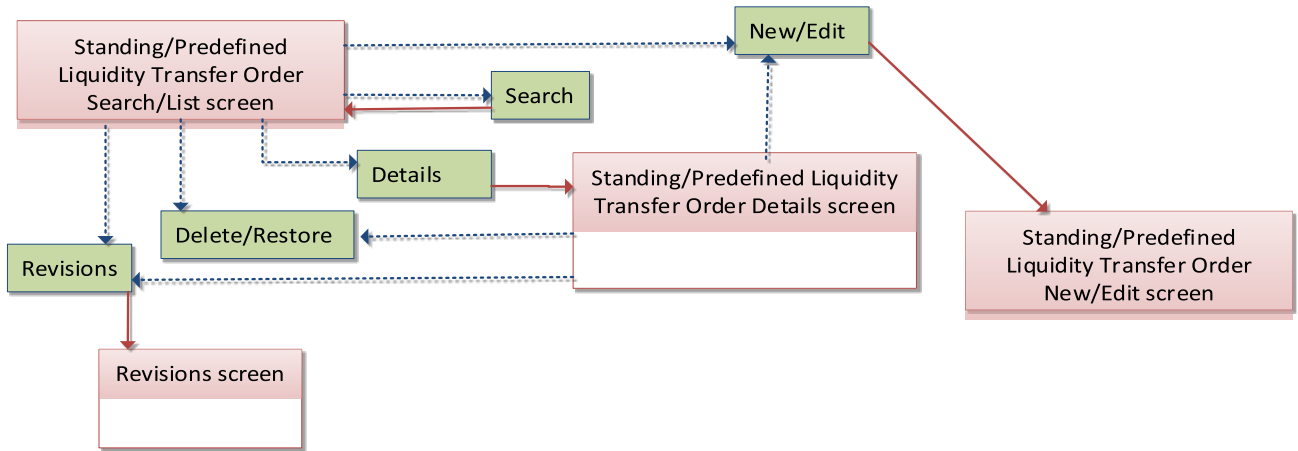 Standing/Predefined
Liquidity Transfer Order
Search/List screen
New/Edit
Search
Details
Standing/Predefined Liquidity
Transfer Order Details screen
Delete/Restore
Revisions
Standing/Predefined
Liquidity Transfer Order
New/Edit screen
Revisions screen